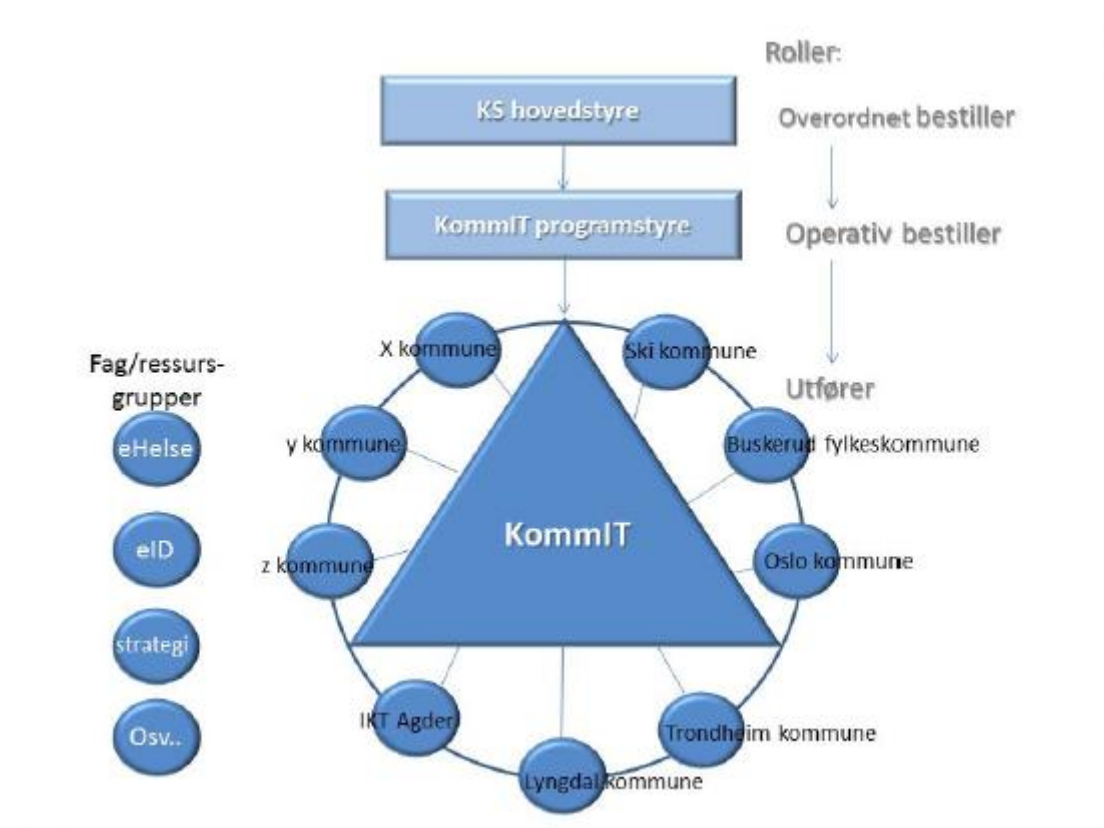 Roller:
KS hovedstyre
Overordnet bestiller
KommIT programstyre
Operativ bestiller
X kommune
Ski kommune
Fag/ressurs-
grupper
Utfører
eHelse
y kommune
Buskerud fylkeskommune
KommIT
eID
z kommune
Oslo kommune
strategi
IKT Agder
Osv..
Trondheim kommune
Lyngdal kommune